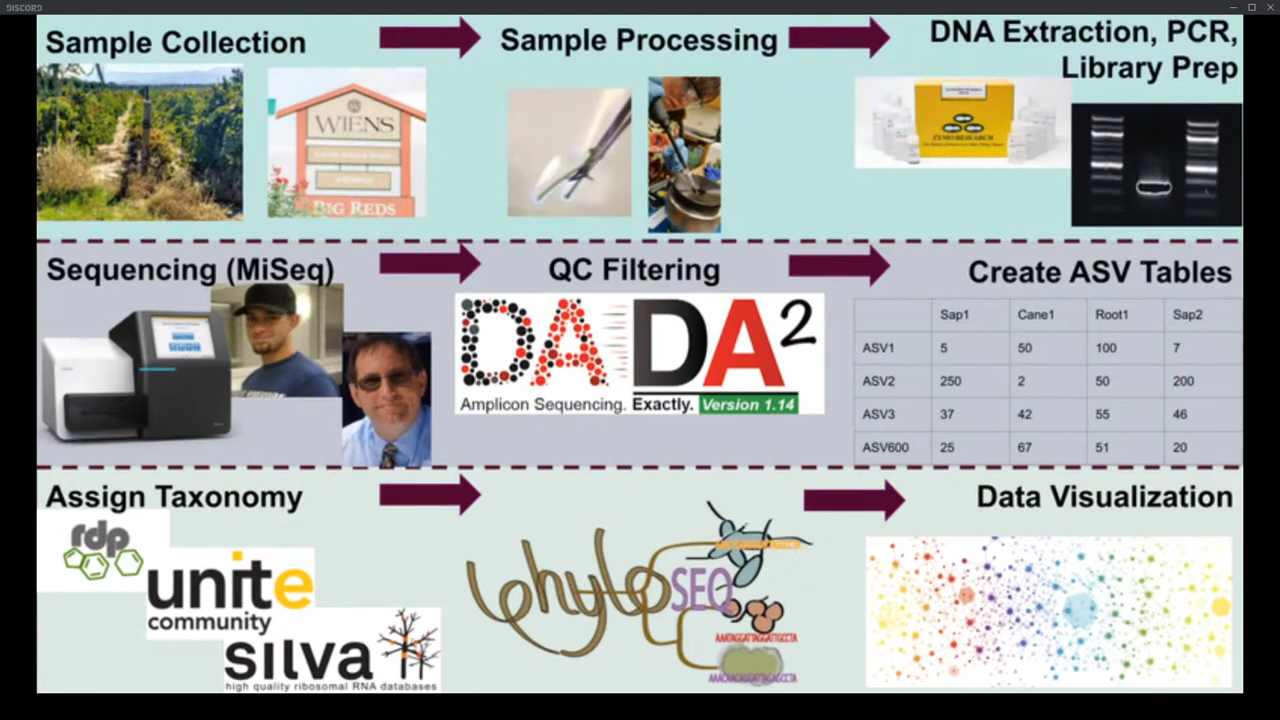 DISCORD
Sample Collection
Sample Processing
DNA Extraction, PCR,
Library Prep
WIENS
BIG REDS
ZYMO RESEARCH
Sequencing (MiSeq)
QC Filtering
Create ASV Tables
DADA2
Amplicon Sequencing. Exactly. Version 1.14
Sap1 Cane1 Root1 Sap2
ASV1 5 50 100 7
ASV2 250 2 50 200
ASV3 37 42 55 46
ASV600 25 67 51 20
Assign Taxonomy
Data Visualization
rdp
unite
community
silva
high quality ribosomal RNA databases
phyloSEQ